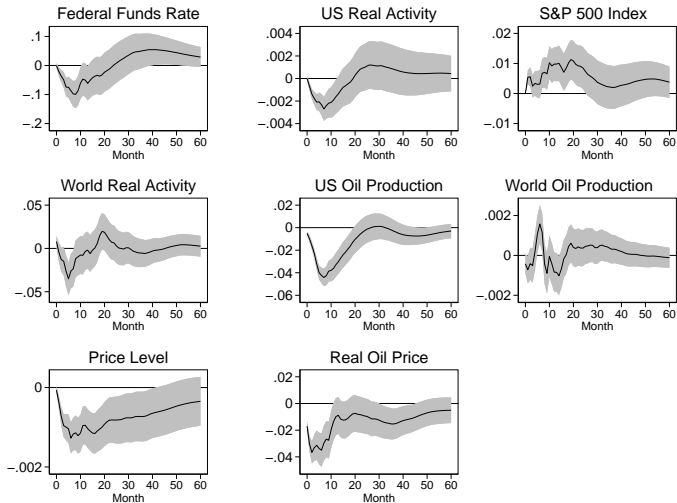 Federal Funds Rate
.1
0
−.1
−.2
0 10 20 30 40 50 60
Month
US Real Activity
.004
.002
0
−.002
−.004
0 10 20 30 40 50 60
Month
S&P 500 Index
.02
.01
0
−.01
0 10 20 30 40 50 60
Month
World Real Activity
.05
0
−.05
0 10 20 30 40 50 60
Month
US Oil Production
.02
0
−.02
−.04
−.06
0 10 20 30 40 50 60
Month
World Oil Production
.002
0
−.002
0 10 20 30 40 50 60
Month
Price Level
0
−.002
0 10 20 30 40 50 60
Month
Real Oil Price
.02
0
−.02
−.04
0 10 20 30 40 50 60
Month